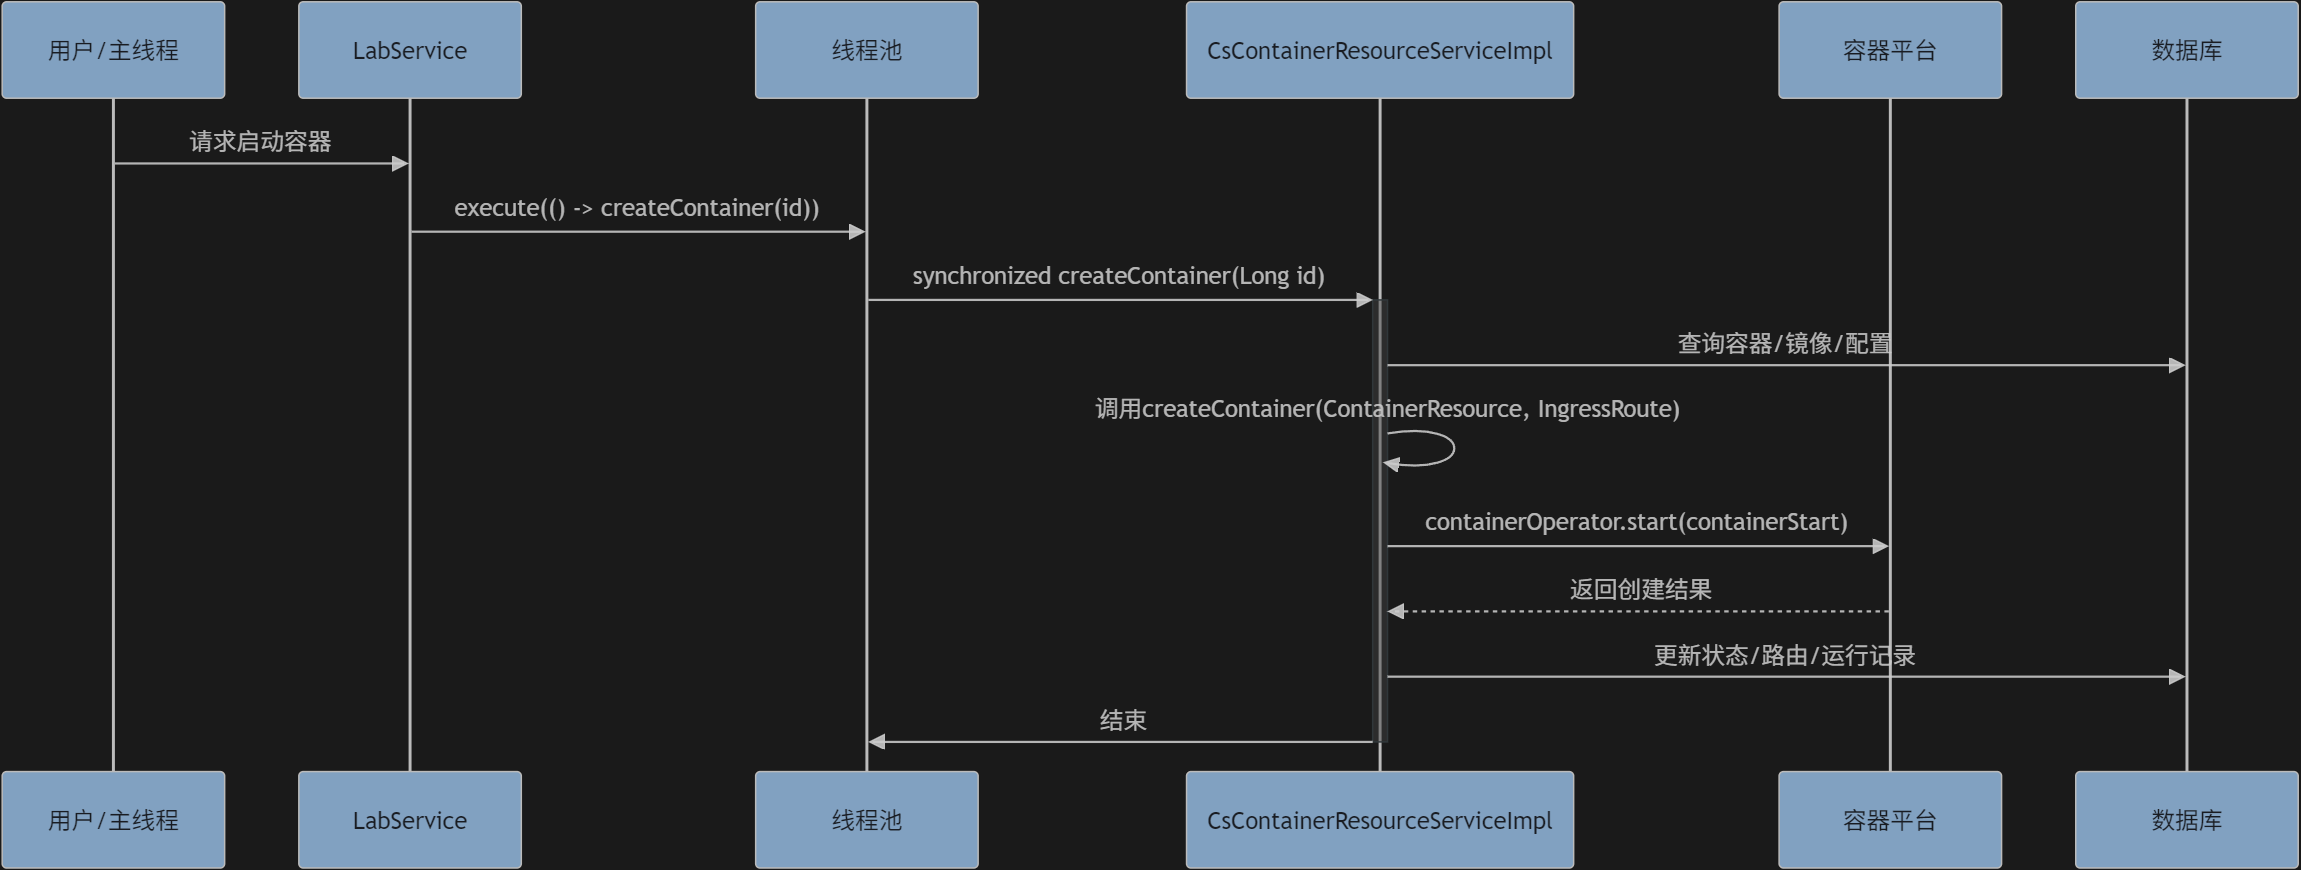 用户/主线程
LabService
线程池
CsContainerResourceServiceImpl
容器平台
数据库
请求启动容器
execute(() -> createContainer(id))
synchronized createContainer(Long id)
查询容器/镜像/配置
调用createContainer(ContainerResource, IngressRoute)
containerOperator.start(containerStart)
返回创建结果
更新状态/路由/运行记录
结束
用户/主线程
LabService
线程池
CsContainerResourceServiceImpl
容器平台
数据库